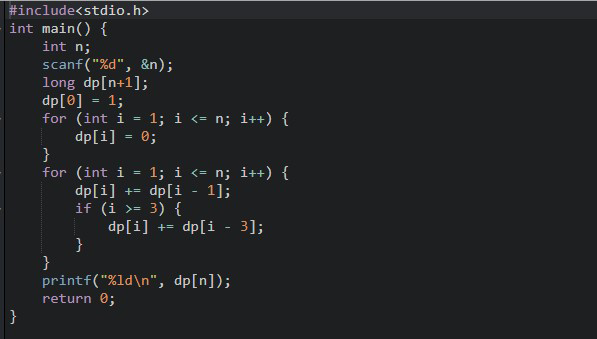 #include<stdio.h>
int main() {
    int n;
    scanf("%d", &n);
    long dp[n+1];
    dp[0] = 1;
    for (int i = 1; i <= n; i++) {
        dp[i] = 0;
    }
    for (int i = 1; i <= n; i++) {
        dp[i] += dp[i - 1];
        if (i >= 3) {
            dp[i] += dp[i - 3];
        }
    }
    printf("%ld\n", dp[n]);
    return 0;
}